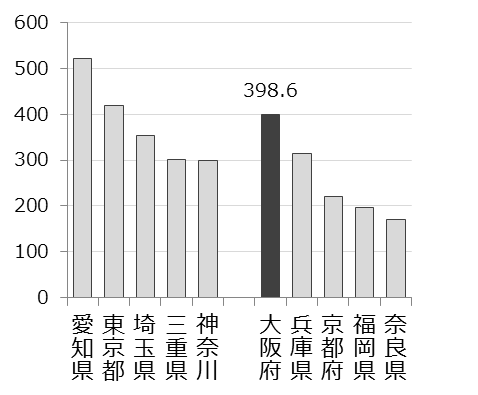 600
500
400
300
200
100
0
398.6
愛知県
東京都
埼玉県
三重県
神奈川
大阪府
兵庫県
京都府
福岡県
奈良県